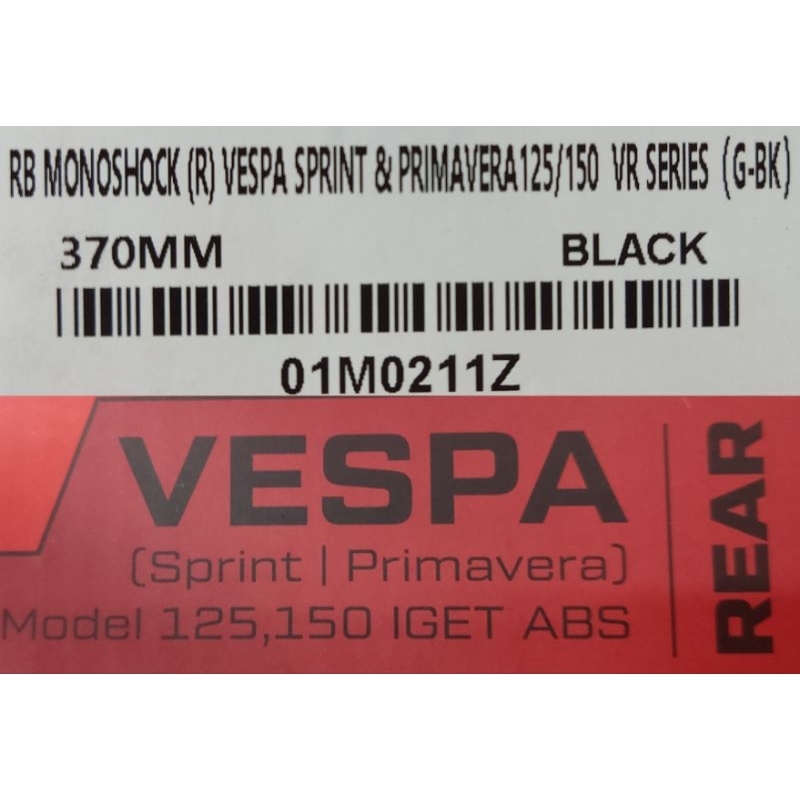 RB MONOSHOCK (R) VESPA SPRINT & PRIMAVERA125/150 VR SERIES (G-BK)
370MM BLACK
01M0211Z
VESPA
(Sprint | Primavera)
Model 125,150 IGET ABS
REAR